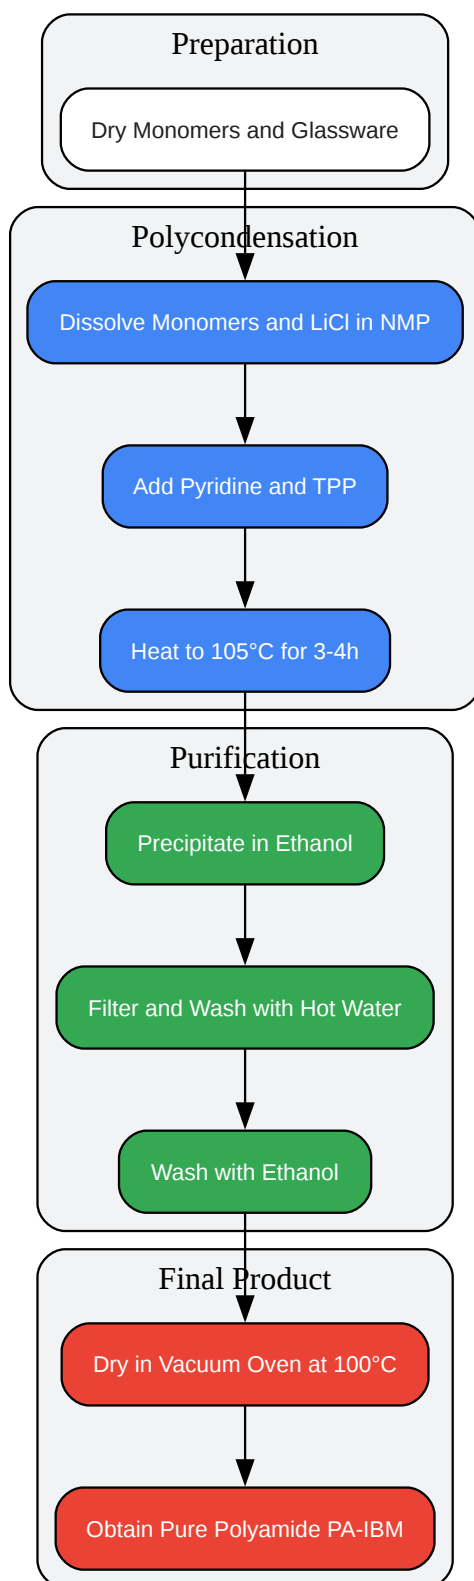 Preparation
Dry Monomers and Glassware
Polycondensation
Dissolve Monomers and LiCl in NMP
Add Pyridine and TPP
Heat to 105°C for 3-4h
Purification
Precipitate in Ethanol
Filter and Wash with Hot Water
Wash with Ethanol
Final Product
Dry in Vacuum Oven at 100°C
Obtain Pure Polyamide PA-IBM